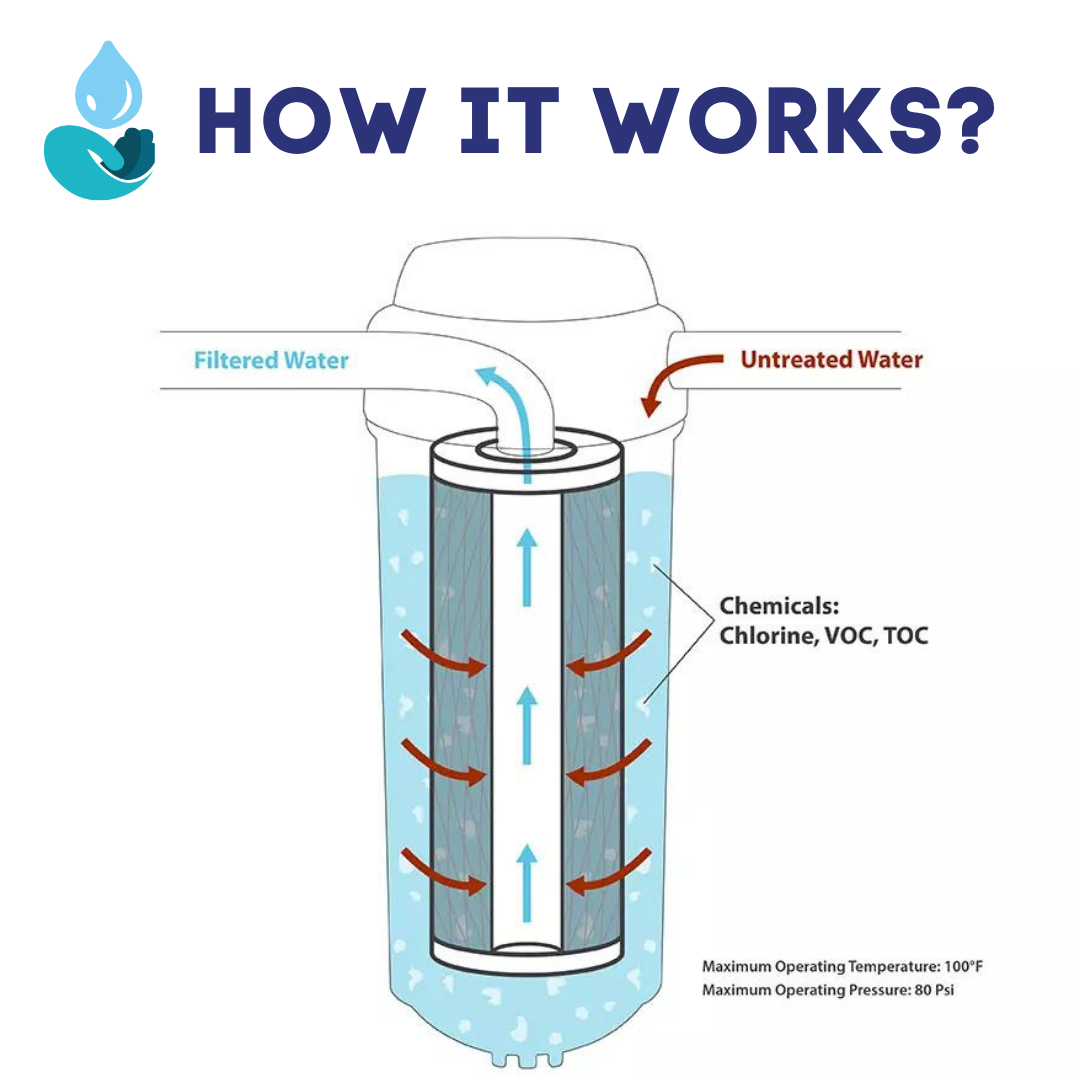 HOW IT WORKS?
Filtered Water
Untreated Water
Chemicals:
Chlorine, VOC, TOC
Maximum Operating Temperature: 100°F
Maximum Operating Pressure: 80 Psi